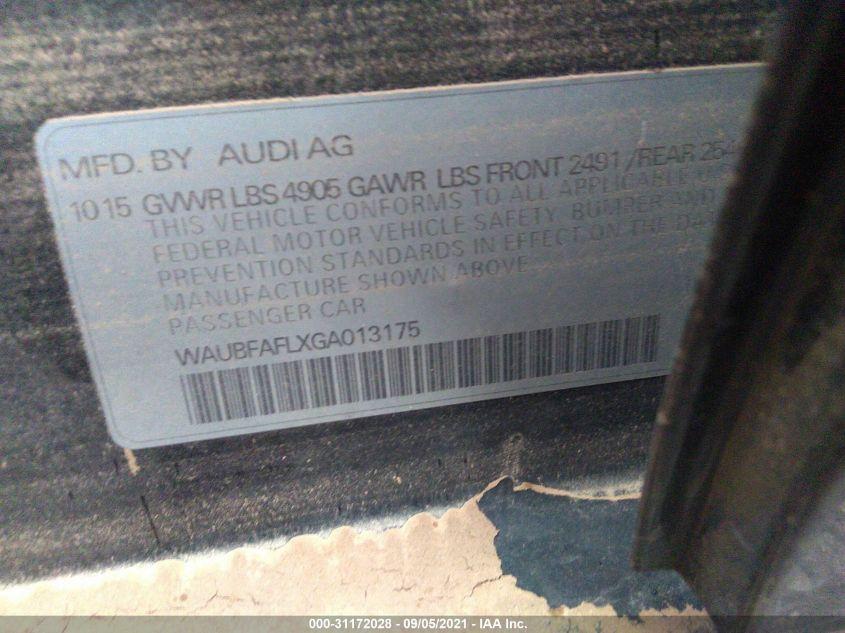 MFD. BY AUDI AG
10 15 GVWR LBS 4905 GAWR LBS FRONT 2491 / REAR 254
THIS VEHICLE CONFORMS TO ALL APPLICABLE
FEDERAL MOTOR VEHICLE SAFETY, BUMPER AND
PREVENTION STANDARDS IN EFFECT ON THE DA
MANUFACTURE SHOWN ABOVE
PASSENGER CAR
WAUBFAFLXGA013175
000-31172028 - 09/05/2021 - IAA Inc.